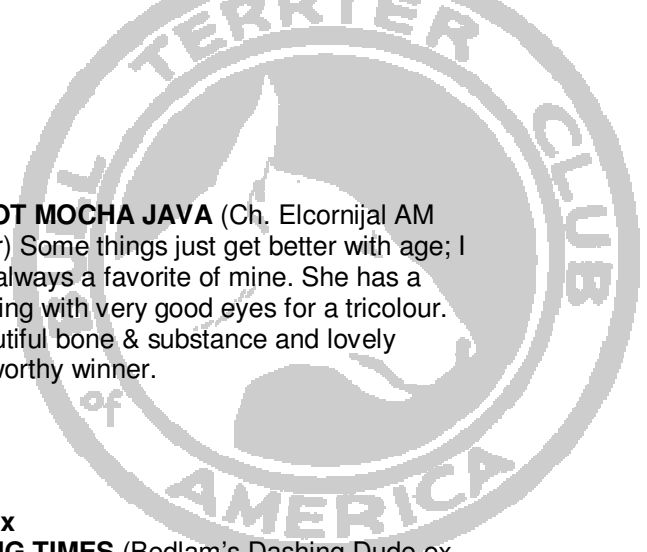 BULL TERRIER CLUB
of
AMERICA
OT MOCHA JAVA (Ch. Elcornijal AM
r) Some things just get better with age; I
always a favorite of mine. She has a
ing with very good eyes for a tricolour.
utiful bone & substance and lovely
worthy winner.
x
NG TIMES (Bedlam's Dashing Dude ex